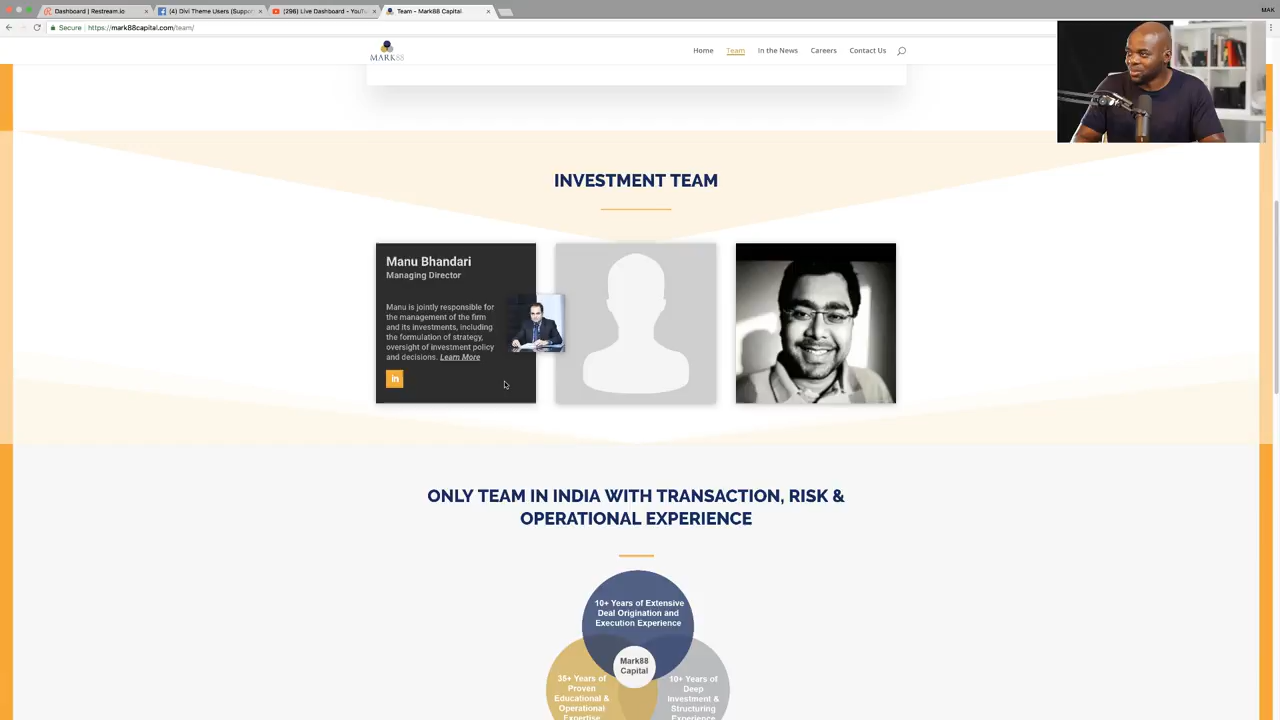 Dashboard | Restream.io
(4) Divi Theme Users (Suppor
(296) Live Dashboard - YouTu
Team - Mark88 Capital
MAK
Secure
https://mark88capital.com/team/
MARK88
Home
Team
In the News
Careers
Contact Us
INVESTMENT TEAM
Manu Bhandari
Managing Director
Manu is jointly responsible for
the management of the firm
and its investments, including
the formulation of strategy,
oversight of investment policy
and decisions. Learn More
in
ONLY TEAM IN INDIA WITH TRANSACTION, RISK &
OPERATIONAL EXPERIENCE
10+ Years of Extensive
Deal Origination and
Execution Experience
Mark88
Capital
35+ Years of
Proven
Educational &
Operational
Expertise
10+ Years of
Deep
Investment &
Structuring
Experience